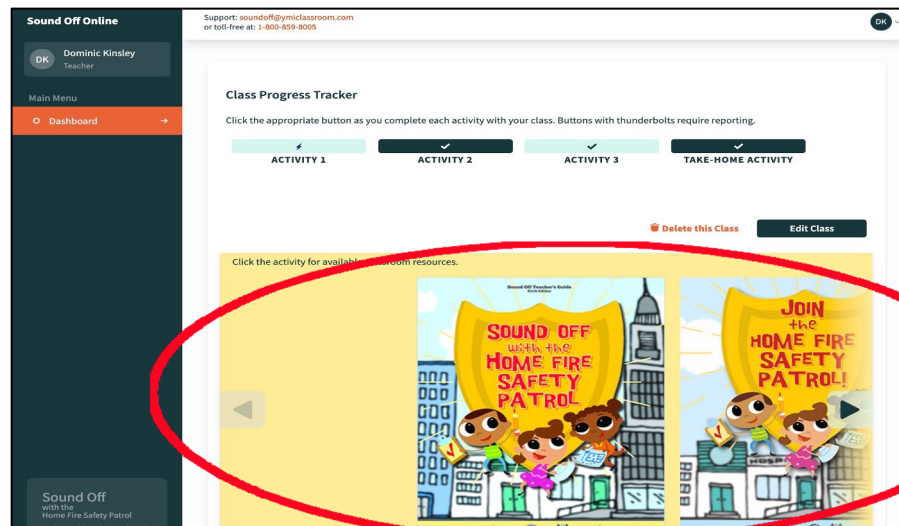 Sound Off Online
Support: soundoff@ymiclassroom.com
or toll-free at: 1-800-859-8005
DK
DK
Dominic Kinsley
Teacher
Main Menu
Dashboard
Class Progress Tracker
Click the appropriate button as you complete each activity with your class. Buttons with thunderbolts require reporting.
ACTIVITY 1
ACTIVITY 2
ACTIVITY 3
TAKE-HOME ACTIVITY
Delete this Class
Edit Class
Click the activity for available classroom resources.
Sound Off Teacher's Guide
SOUND OFF
with the
HOME FIRE
SAFETY
PATROL
JOIN
the
HOME FIRE
SAFETY
PATROL!
HOSP
Sound Off
with the
Home Fire Safety Patrol